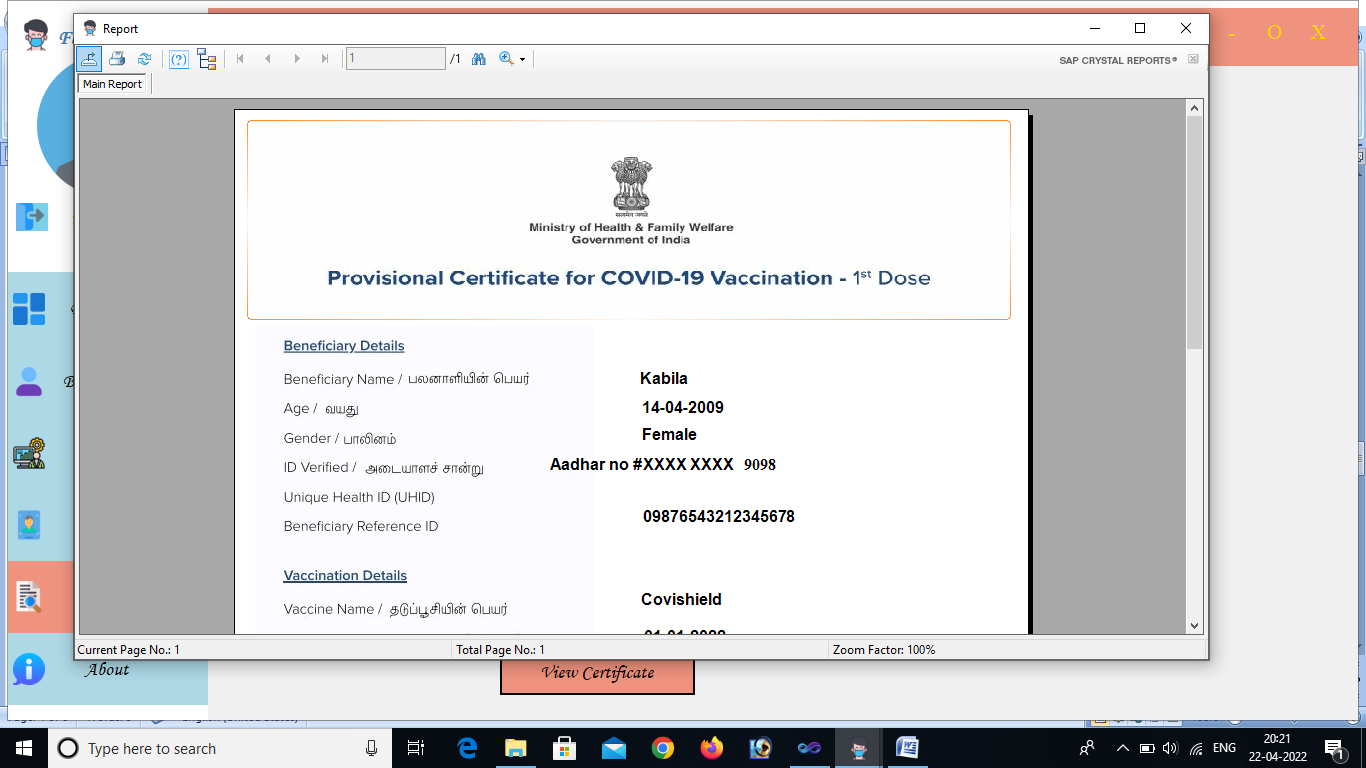 Report
- O X
1 /1
SAP CRYSTAL REPORTS®
Main Report
सत्यमेव जयते
Ministry of Health & Family Welfare
Government of India
Provisional Certificate for COVID-19 Vaccination - 1st Dose
Beneficiary Details
Beneficiary Name / பலனாளியின் பெயர் Kabila
Age / வயது 14-04-2009
Gender / பாலினம் Female
ID Verified / அடையாளச் சான்று Aadhar no #XXXX XXXX 9098
Unique Health ID (UHID)
Beneficiary Reference ID 09876543212345678
Vaccination Details
Vaccine Name / தடுப்பூசியின் பெயர் Covishield
Current Page No.: 1 Total Page No.: 1 Zoom Factor: 100%
About
View Certificate
Type here to search
ENG
20:21
22-04-2022
1